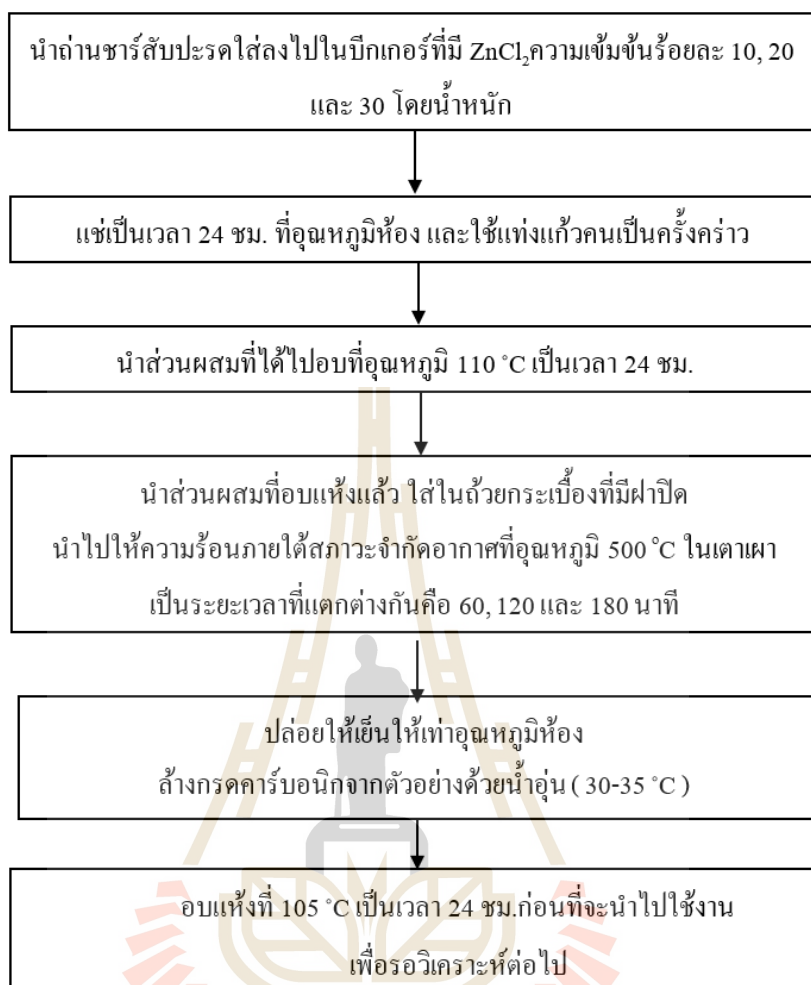 นำถ่านชาร์สับปะรดใส่ลงไปในบีกเกอร์ที่มี ZnCl₂ความเข้มข้นร้อยละ 10, 20
และ 30 โดยน้ำหนัก
แช่เป็นเวลา 24 ชม. ที่อุณหภูมิห้อง และใช้แท่งแก้วคนเป็นครั้งคร่าว
นำส่วนผสมที่ได้ไปอบที่อุณหภูมิ 110 °C เป็นเวลา 24 ชม.
นำส่วนผสมที่อบแห้งแล้ว ใส่ในถ้วยกระเบื้องที่มีฝาปิด
นำไปให้ความร้อนภายใต้สภาวะจำกัดอากาศที่อุณหภูมิ 500 °C ในเตาเผา
เป็นระยะเวลาที่แตกต่างกันคือ 60, 120 และ 180 นาที
ปล่อยให้เย็นให้เท่าอุณหภูมิห้อง
ล้างกรดคาร์บอนิกจากตัวอย่างด้วยน้ำอุ่น ( 30-35 °C )
อบแห้งที่ 105 °C เป็นเวลา 24 ชม.ก่อนที่จะนำไปใช้งาน
เพื่อรอวิเคราะห์ต่อไป